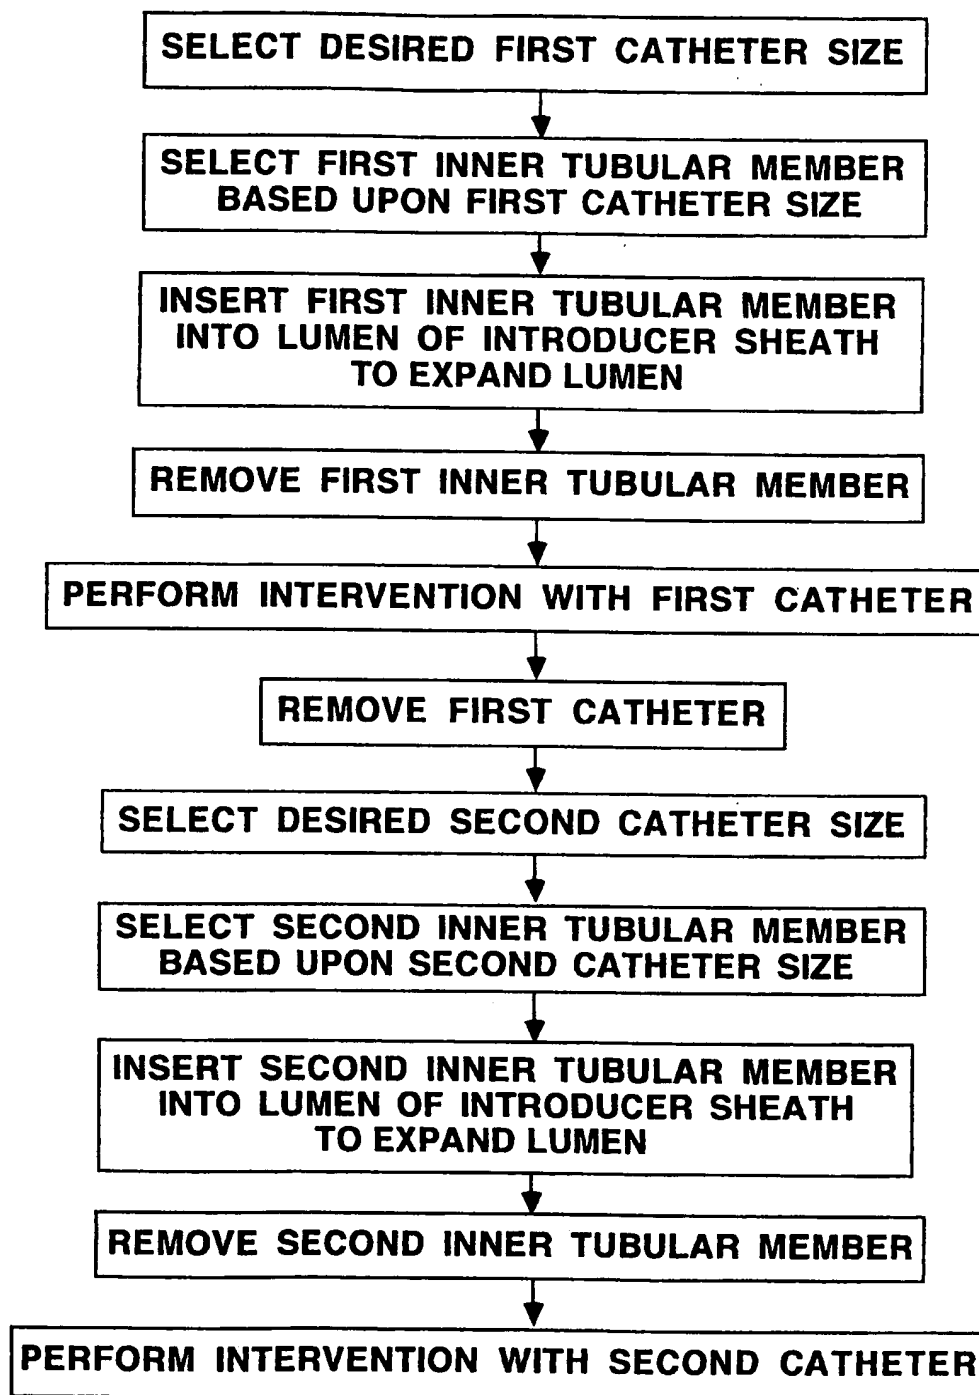 SELECT DESIRED FIRST CATHETER SIZE
SELECT FIRST INNER TUBULAR MEMBER
BASED UPON FIRST CATHETER SIZE
INSERT FIRST INNER TUBULAR MEMBER
INTO LUMEN OF INTRODUCER SHEATH
TO EXPAND LUMEN
REMOVE FIRST INNER TUBULAR MEMBER
PERFORM INTERVENTION WITH FIRST CATHETER
REMOVE FIRST CATHETER
SELECT DESIRED SECOND CATHETER SIZE
SELECT SECOND INNER TUBULAR MEMBER
BASED UPON SECOND CATHETER SIZE
INSERT SECOND INNER TUBULAR MEMBER
INTO LUMEN OF INTRODUCER SHEATH
TO EXPAND LUMEN
REMOVE SECOND INNER TUBULAR MEMBER
PERFORM INTERVENTION WITH SECOND CATHETER